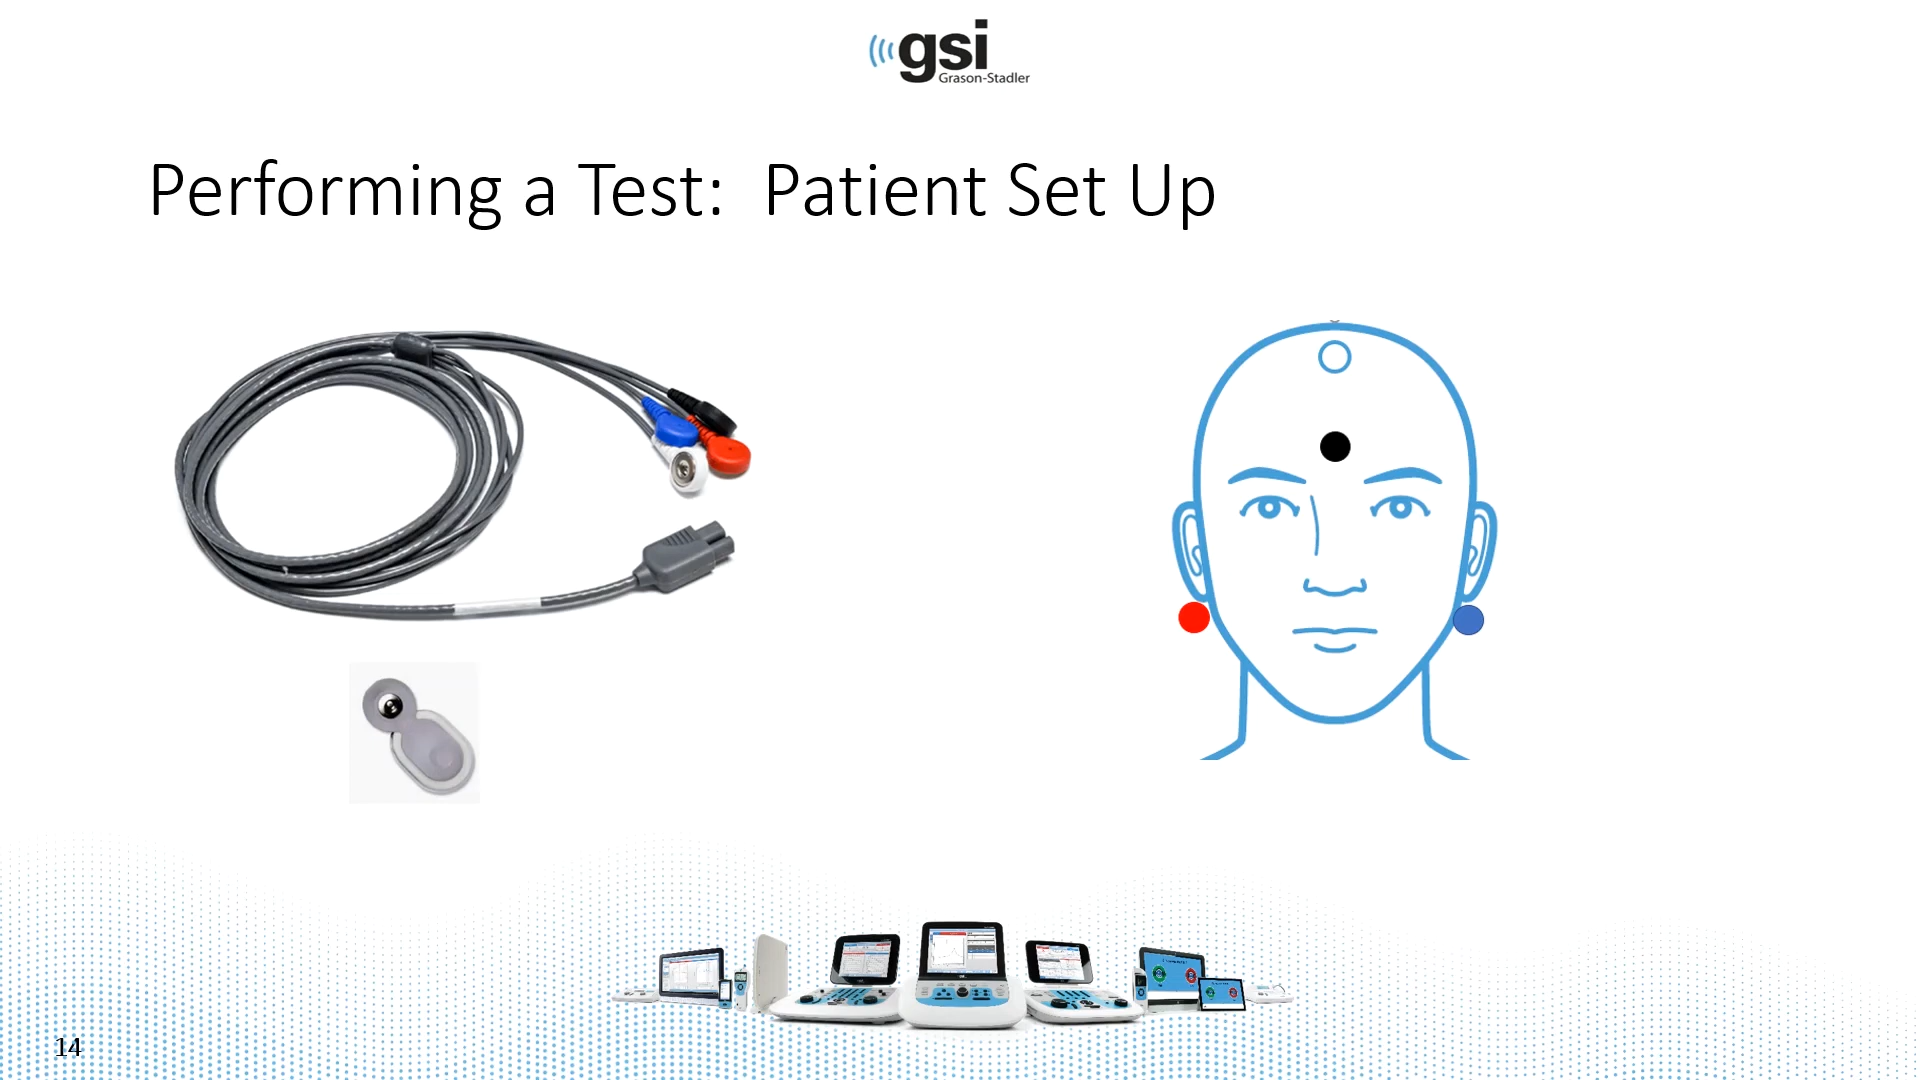 gsi
Grason-Stadler
Performing a Test:  Patient Set Up
14